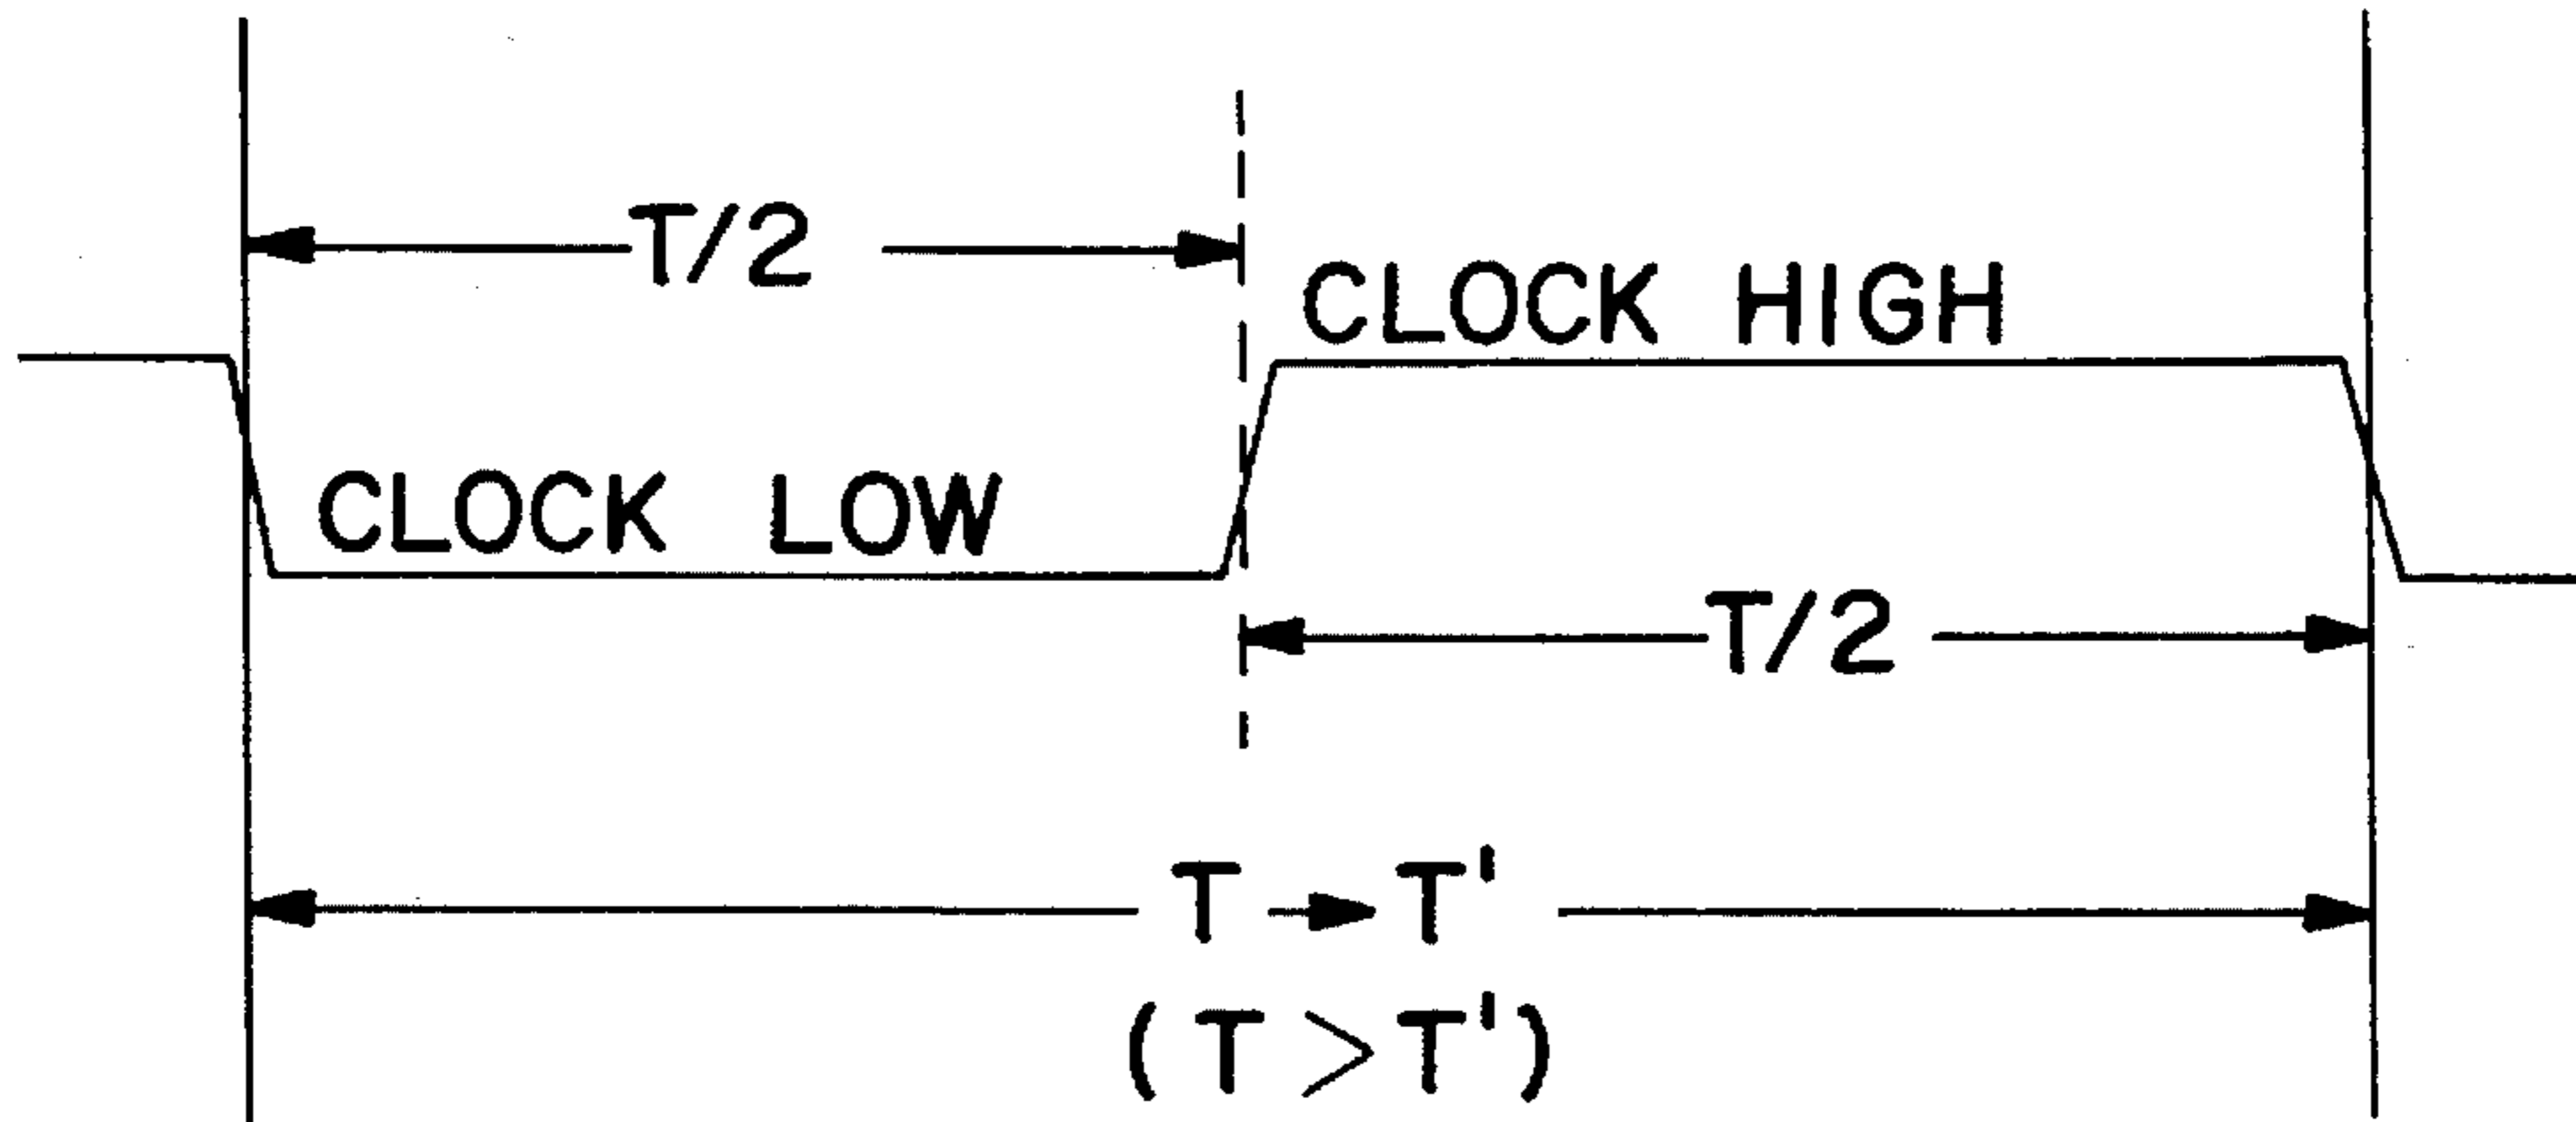 T/2
CLOCK HIGH
CLOCK LOW
T/2
T → T'
(T > T')